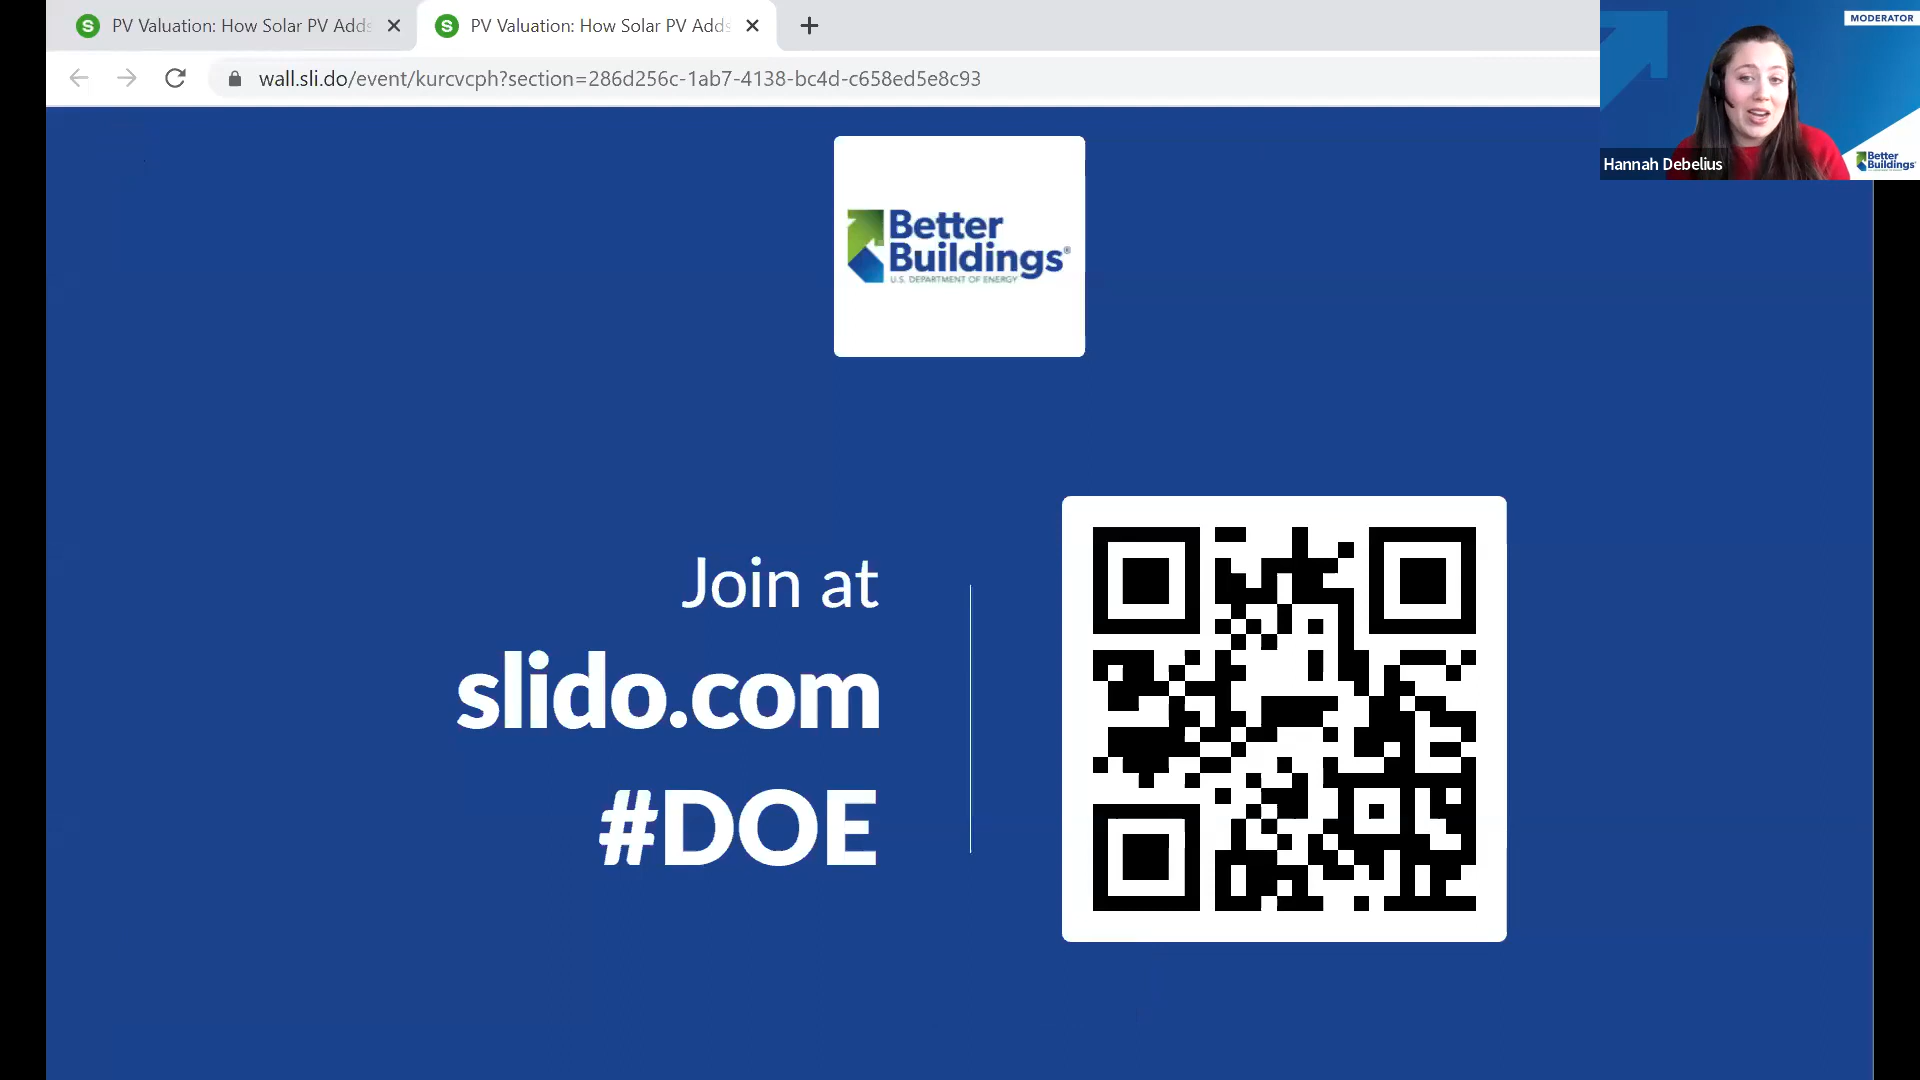 PV Valuation: How Solar PV Adds
PV Valuation: How Solar PV Adds
wall.sli.do/event/kurcvcph?section=286d256c-1ab7-4138-bc4d-c658ed5e8c93
MODERATOR
Hannah Debelius
Better
Buildings®
Better
Buildings®
U.S. DEPARTMENT OF ENERGY
Join at
slido.com
#DOE